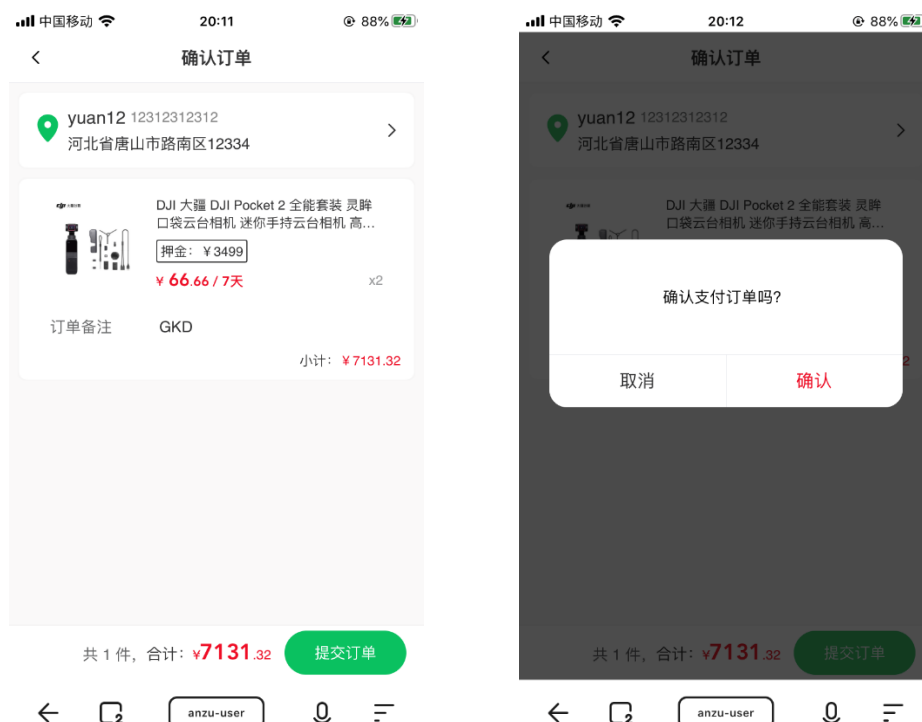 中国移动 20:11 88%
确认订单
yuan12 12312312312
河北省唐山市路南区12334
DJI 大疆 DJI Pocket 2 全能套装 灵眸
口袋云台相机 迷你手持云台相机 高...
押金：￥3499
￥66.66 / 7天 x2
订单备注 GKD
小计：￥7131.32
共 1 件，合计：¥7131.32 提交订单
2 anzu-user
中国移动 20:12 88%
确认订单
yuan12 12312312312
河北省唐山市路南区12334
DJI 大疆 DJI Pocket 2 全能套装 灵眸
口袋云台相机 迷你手持云台相机 高...
确认支付订单吗?
2
取消 确认
共 1 件，合计：¥7131.32 提交订单
2 anzu-user